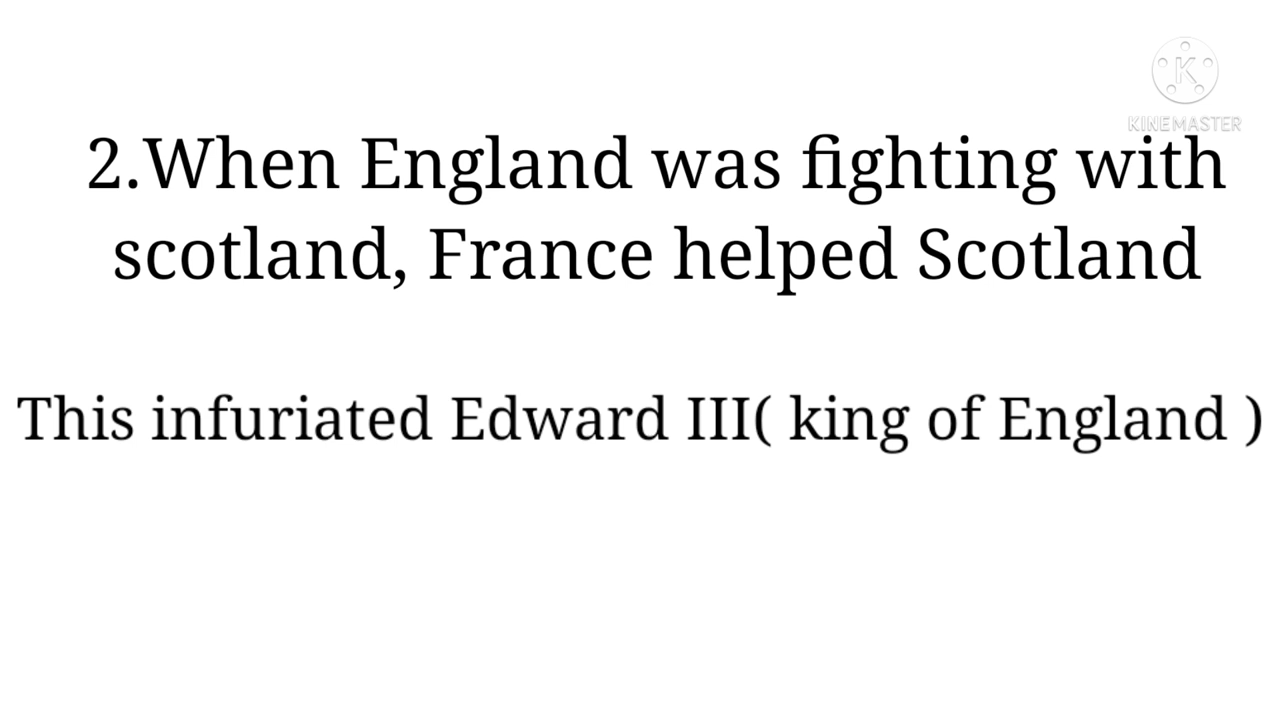 KINEMASTER
2.When England was fighting with
scotland, France helped Scotland
This infuriated Edward III( king of England )